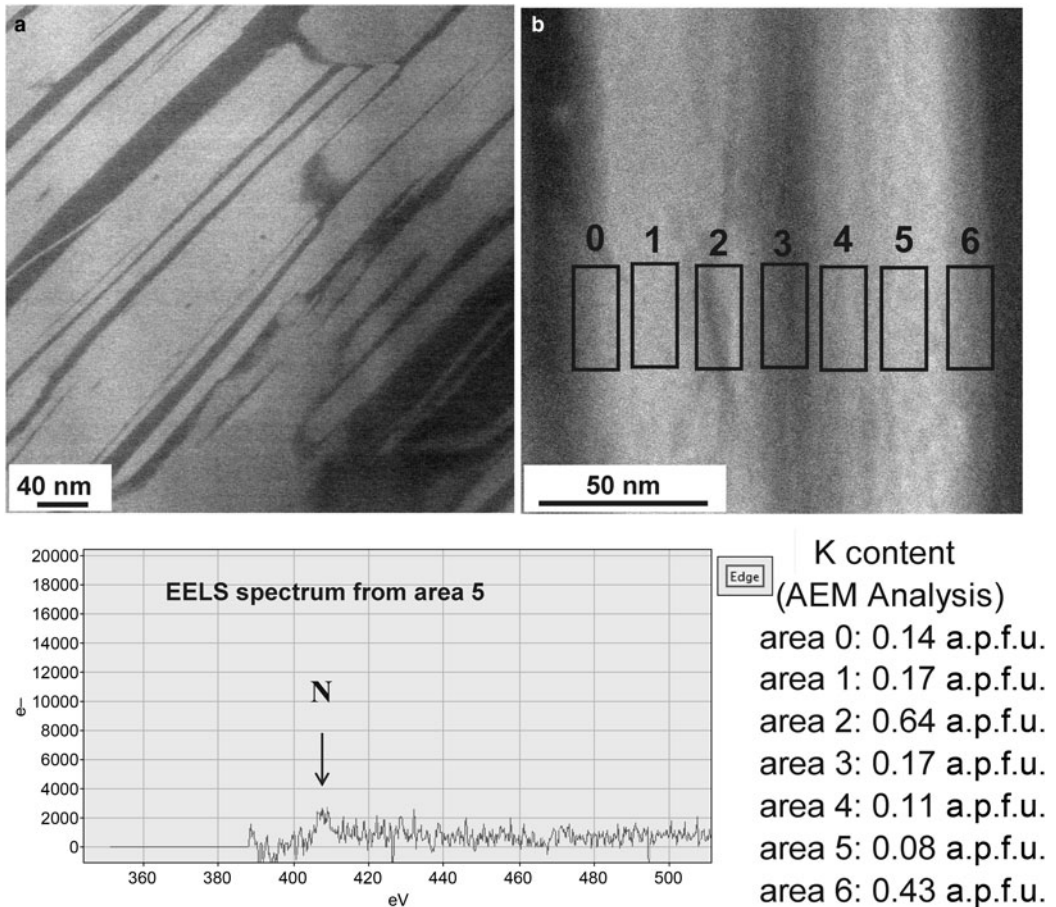 a
40 nm
b
0 1 2 3 4 5 6
50 nm
EELS spectrum from area 5
N
e–
20000
18000
16000
14000
12000
10000
8000
6000
4000
2000
0
360 380 400 420 440 460 480 500
eV
Edge
K content
(AEM Analysis)
area 0: 0.14 a.p.f.u.
area 1: 0.17 a.p.f.u.
area 2: 0.64 a.p.f.u.
area 3: 0.17 a.p.f.u.
area 4: 0.11 a.p.f.u.
area 5: 0.08 a.p.f.u.
area 6: 0.43 a.p.f.u.